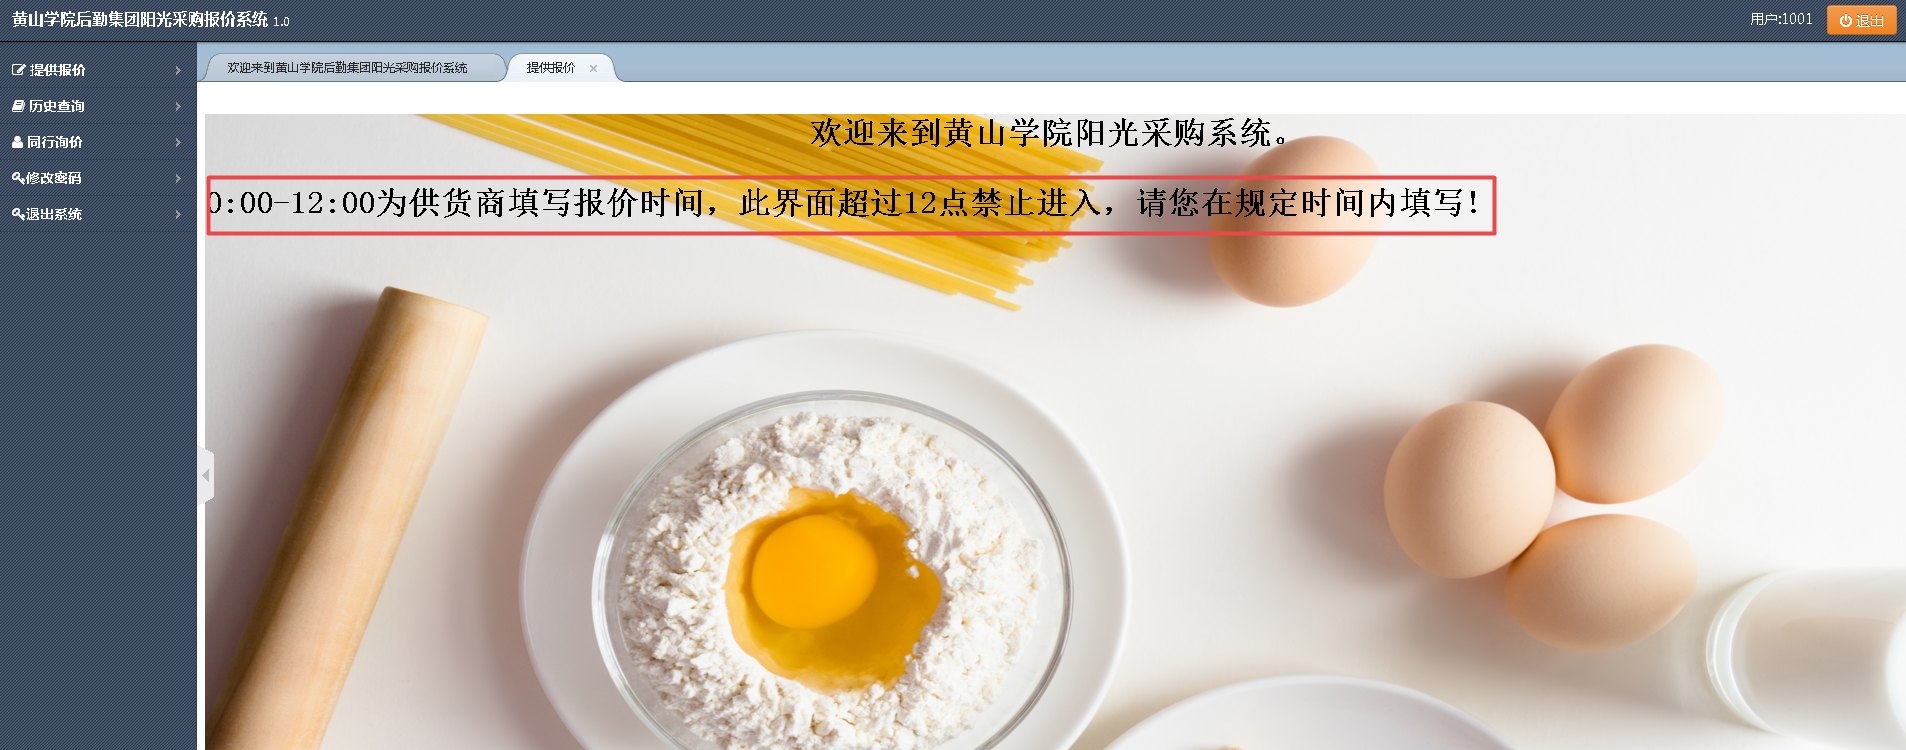 黄山学院后勤集团阳光采购报价系统 1.0
用户:1001
退出
提供报价
历史查询
同行询价
修改密码
退出系统
欢迎来到黄山学院后勤集团阳光采购报价系统
提供报价
欢迎来到黄山学院阳光采购系统。
0:00-12:00为供货商填写报价时间，此界面超过12点禁止进入，请您在规定时间内填写！